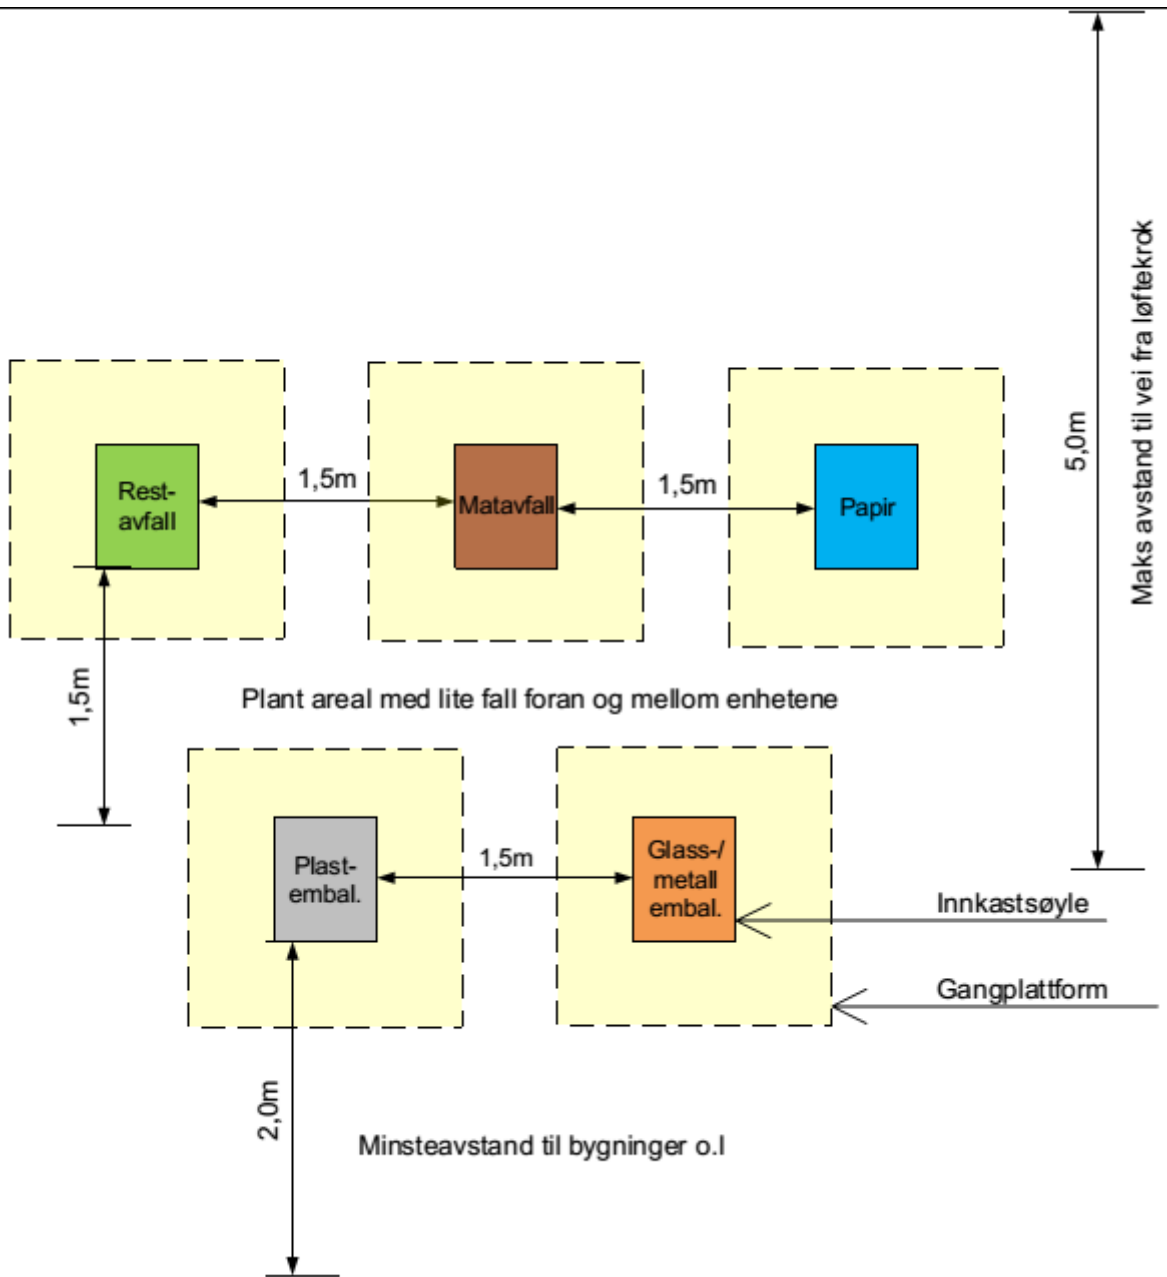 Maks avstand til vei fra løftekrok
5,0m
Rest-
avfall
1,5m
Matavfall
1,5m
Papir
1,5m
Plant areal med lite fall foran og mellom enhetene
Plast-
embal.
1,5m
Glass-/
metall
embal.
Innkastsøyle
Gangplattform
2,0m
Minsteavstand til bygninger o.l